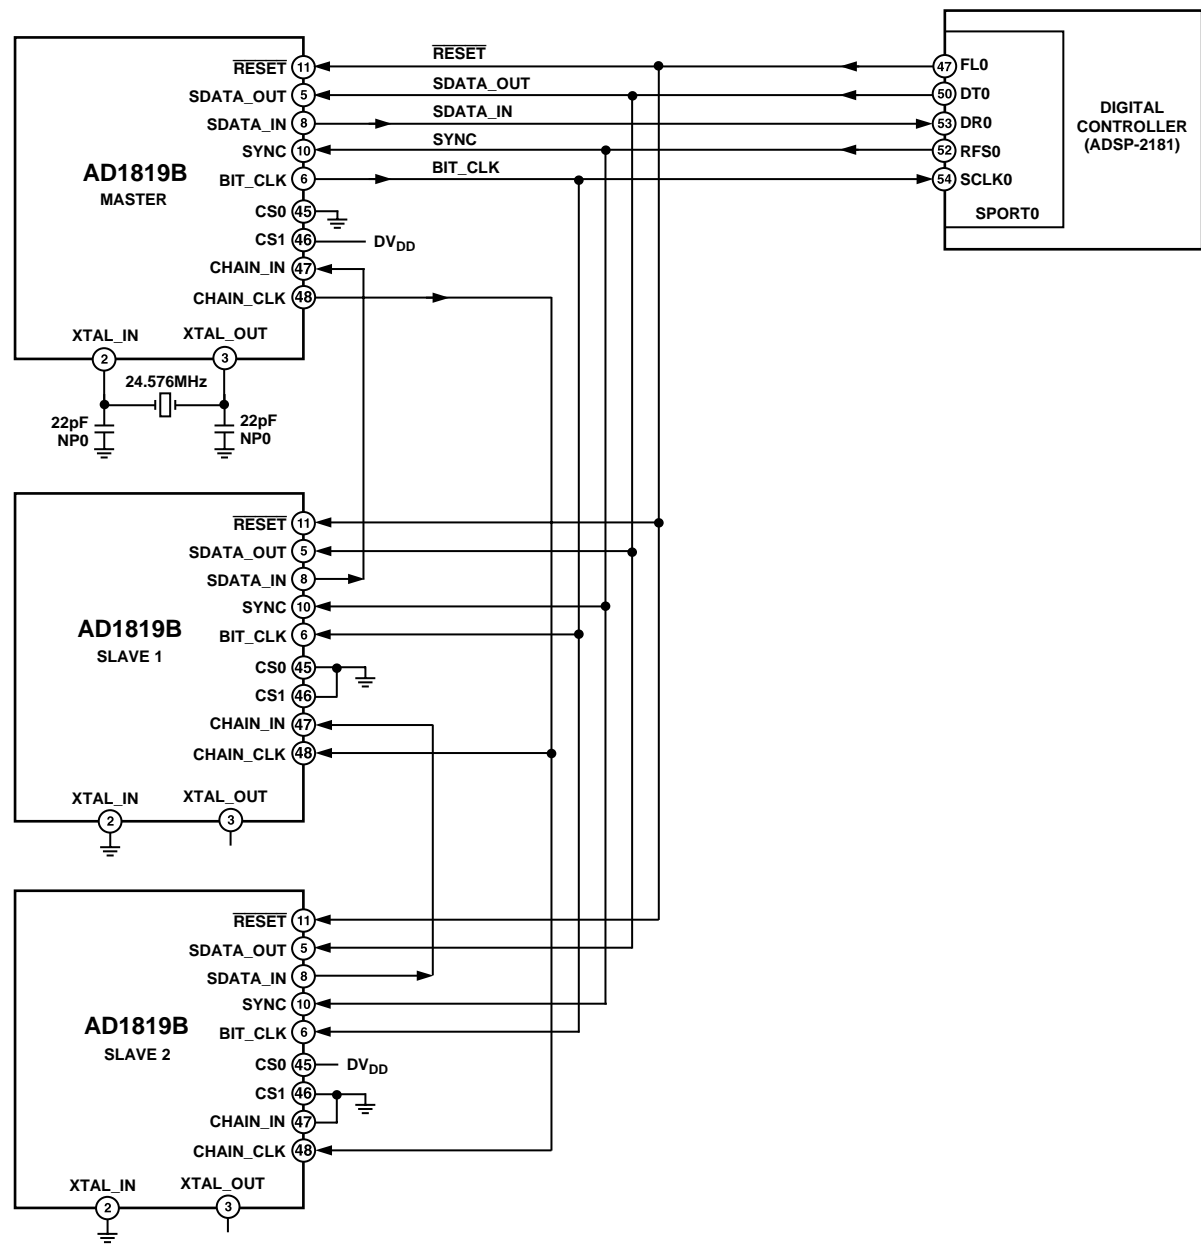 AD1819B
MASTER
RESET 11
SDATA_OUT 5
SDATA_IN 8
SYNC 10
BIT_CLK 6
CS0 45
CS1 46 DVDD
CHAIN_IN 47
CHAIN_CLK 48
XTAL_IN
2
XTAL_OUT
3
24.576MHz
22pF
NP0
22pF
NP0
RESET
SDATA_OUT
SDATA_IN
SYNC
BIT_CLK
47 FL0
50 DT0
53 DR0
52 RFS0
54 SCLK0
SPORT0
DIGITAL
CONTROLLER
(ADSP-2181)
AD1819B
SLAVE 1
RESET 11
SDATA_OUT 5
SDATA_IN 8
SYNC 10
BIT_CLK 6
CS0 45
CS1 46
CHAIN_IN 47
CHAIN_CLK 48
XTAL_IN
2
XTAL_OUT
3
AD1819B
SLAVE 2
RESET 11
SDATA_OUT 5
SDATA_IN 8
SYNC 10
BIT_CLK 6
CS0 45 DVDD
CS1 46
CHAIN_IN 47
CHAIN_CLK 48
XTAL_IN
2
XTAL_OUT
3